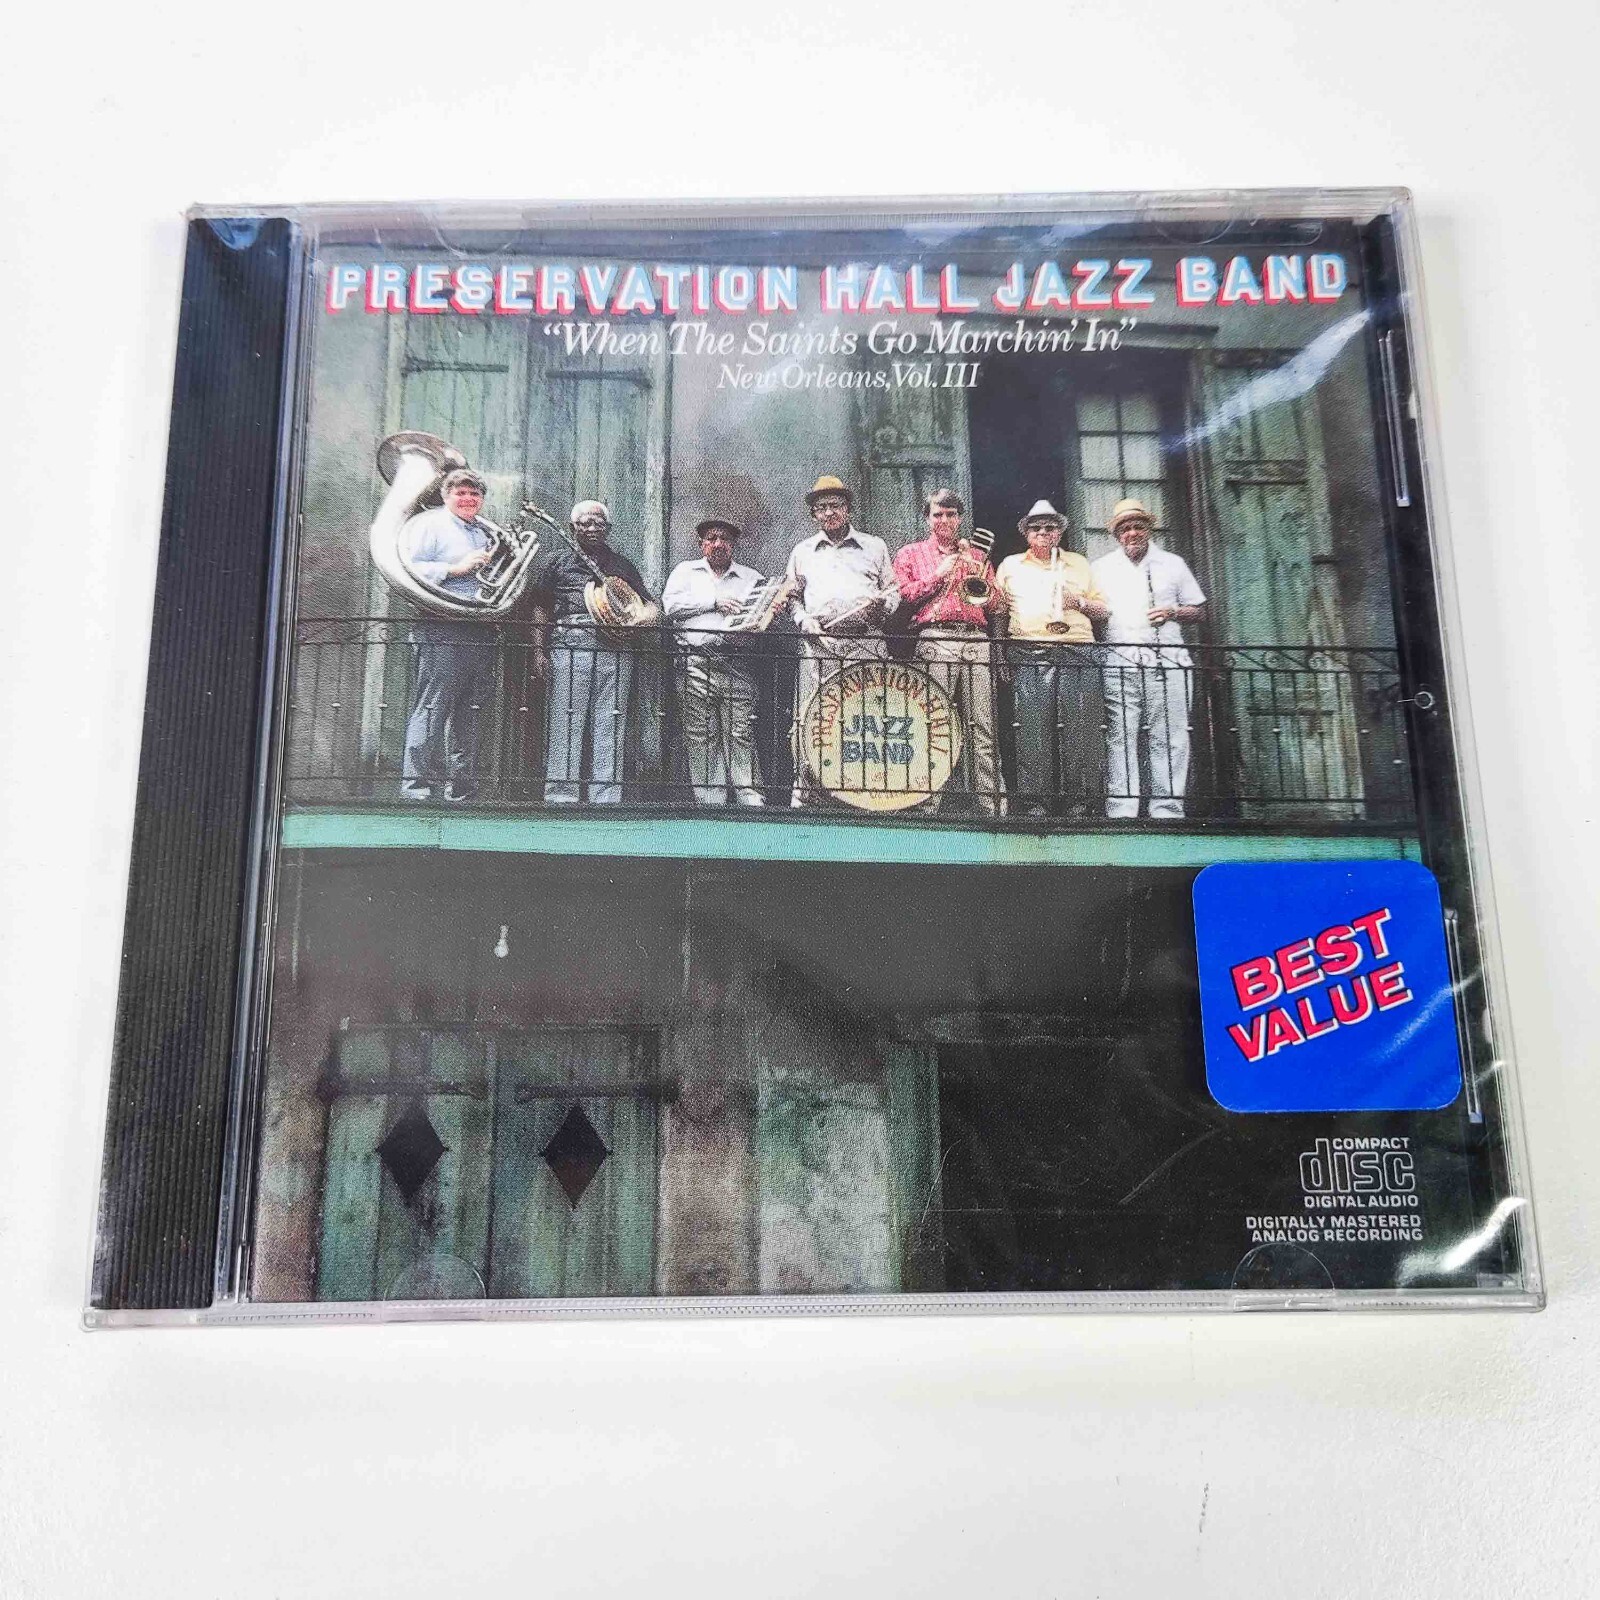 PRESERVATION HALL JAZZ BAND
“When The Saints Go Marchin' In”
New Orleans, Vol. III
PRESERVATION HALL
JAZZ
BAND
BEST
VALUE
COMPACT
disc
DIGITAL AUDIO
DIGITALLY MASTERED
ANALOG RECORDING